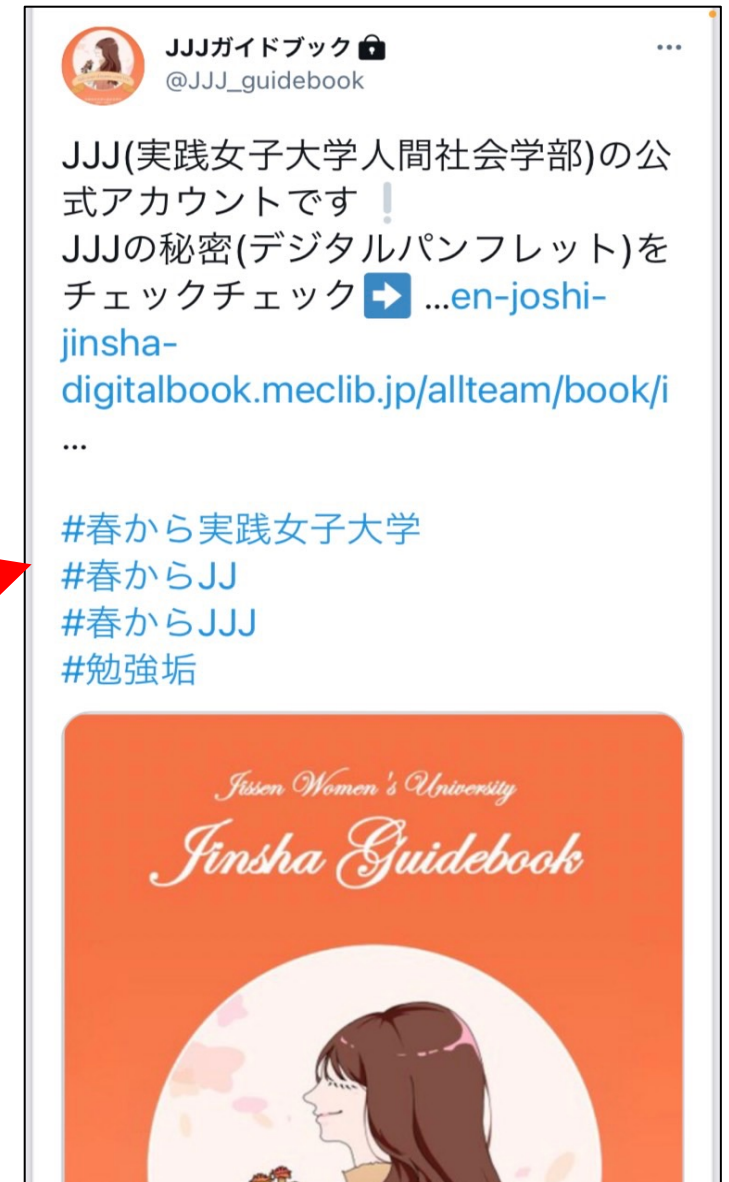 JJJガイドブック🔒
@JJJ_guidebook
JJJ(実践女子大学人間社会学部)の公
式アカウントです❕
JJJの秘密(デジタルパンフレット)を
チェックチェック➡️ …en-joshi-
jinsha-
digitalbook.meclib.jp/allteam/book/i
…
#春から実践女子大学
#春からJJ
#春からJJJ
#勉強垢
Jissen Women's University
Jinsha Guidebook